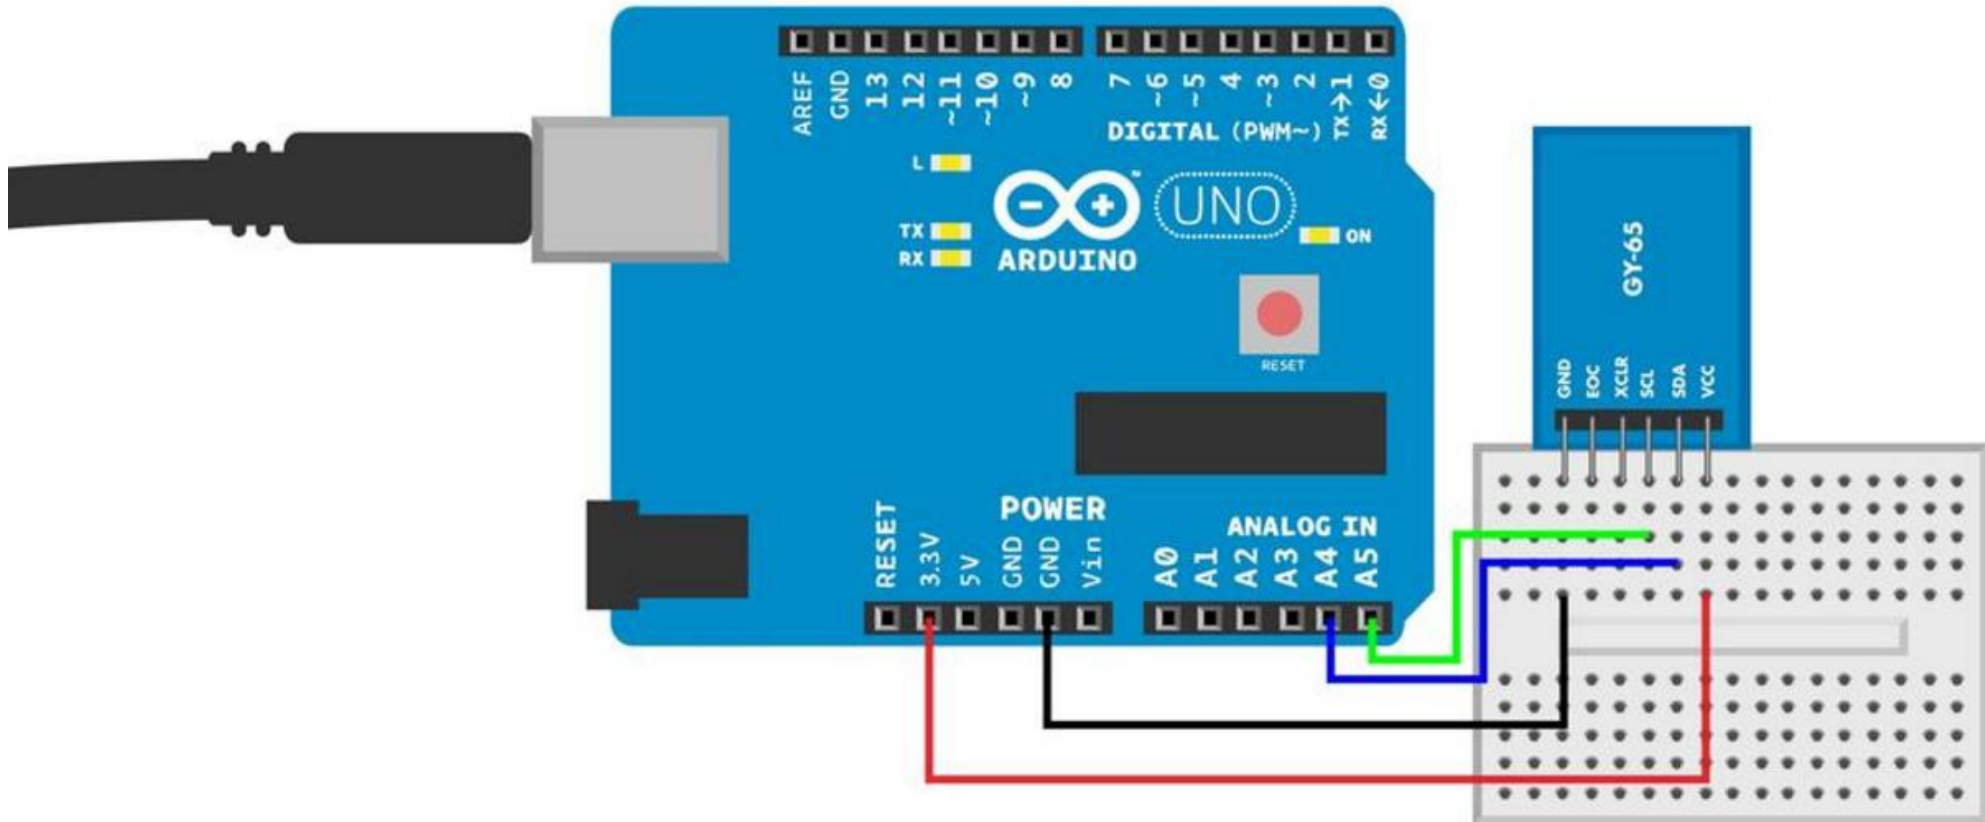 AREF
GND
13
12
~11
~10
~9
8
7
~6
~5
4
~3
2
TX→1
RX←0
DIGITAL (PWM~)
L
TX
RX
™
UNO
ARDUINO
ON
RESET
GY-65
GND
EOC
XCLR
SCL
SDA
VCC
POWER
RESET
3.3V
5V
GND
GND
Vin
ANALOG IN
A0
A1
A2
A3
A4
A5